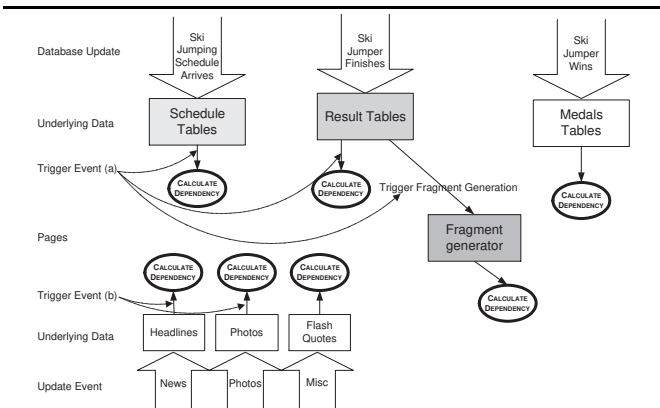 Database Update
Ski
Jumping
Schedule
Arrives
Ski
Jumper
Finishes
Ski
Jumper
Wins
Underlying Data
Schedule
Tables
Result Tables
Medals
Tables
Trigger Event (a)
CALCULATE
DEPENDENCY
CALCULATE
DEPENDENCY
Trigger Fragment Generation
CALCULATE
DEPENDENCY
Pages
Fragment
generator
CALCULATE
DEPENDENCY
CALCULATE
DEPENDENCY
CALCULATE
DEPENDENCY
CALCULATE
DEPENDENCY
Trigger Event (b)
Underlying Data
Headlines
Photos
Flash
Quotes
Update Event
News
Photos
Misc